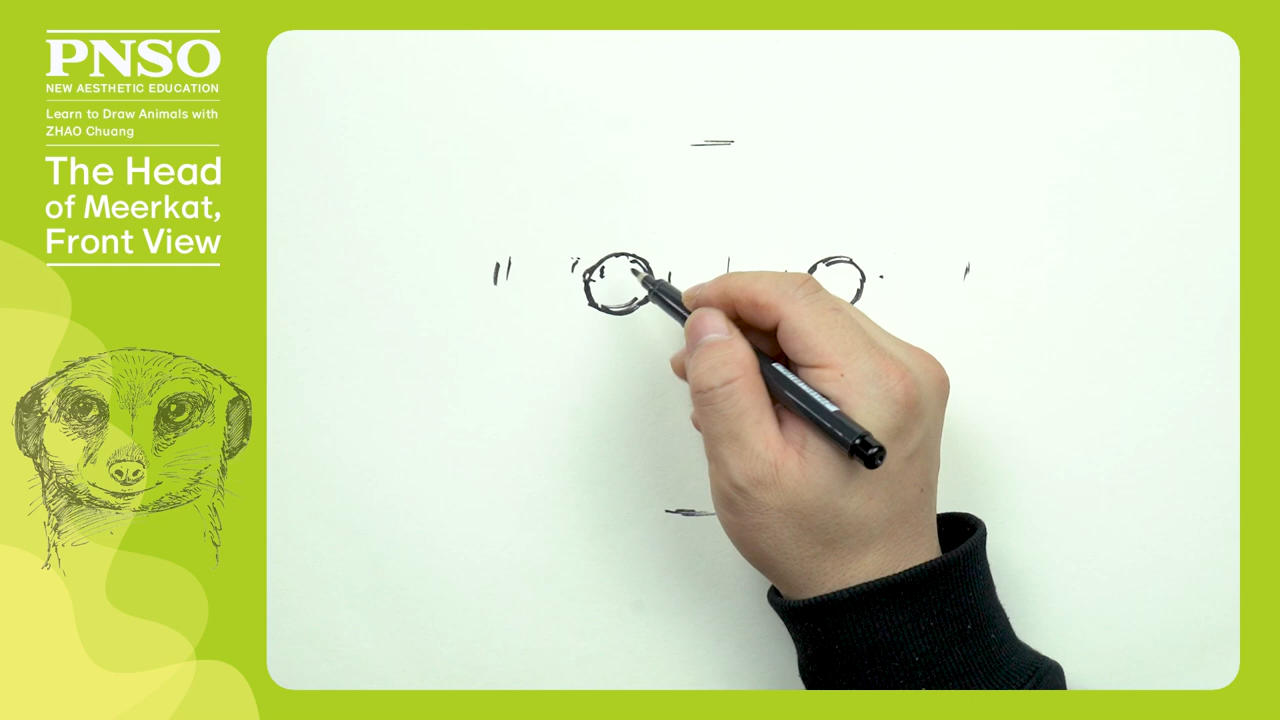 PNSO
NEW AESTHETIC EDUCATION
Learn to Draw Animals with
ZHAO Chuang
The Head
of Meerkat,
Front View